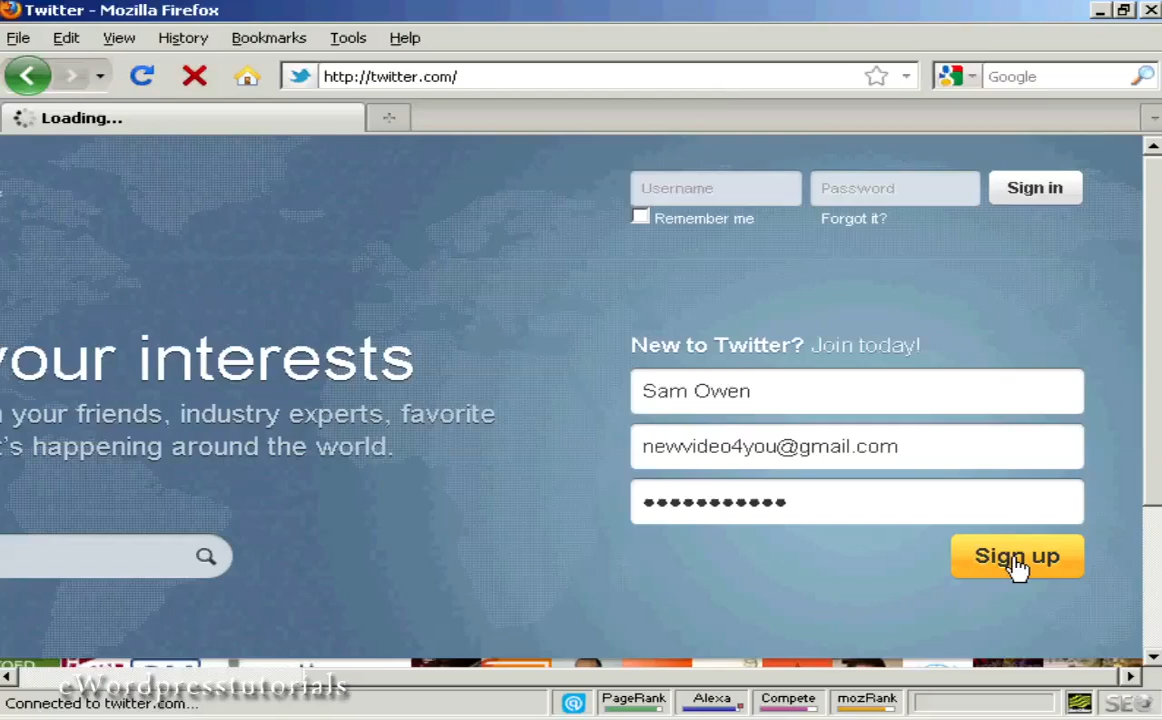 Twitter - Mozilla Firefox
File Edit View History Bookmarks Tools Help
http://twitter.com/ Google
Loading...
Username Password Sign in
Remember me Forgot it?
New to Twitter? Join today!
your interests
Sam Owen
your friends, industry experts, favorite
newvideo4you@gmail.com
t's happening around the world.
Sign up
eWordpresstutorials
Connected to twitter.com...
PageRank Alexa Compete mozRank SEO